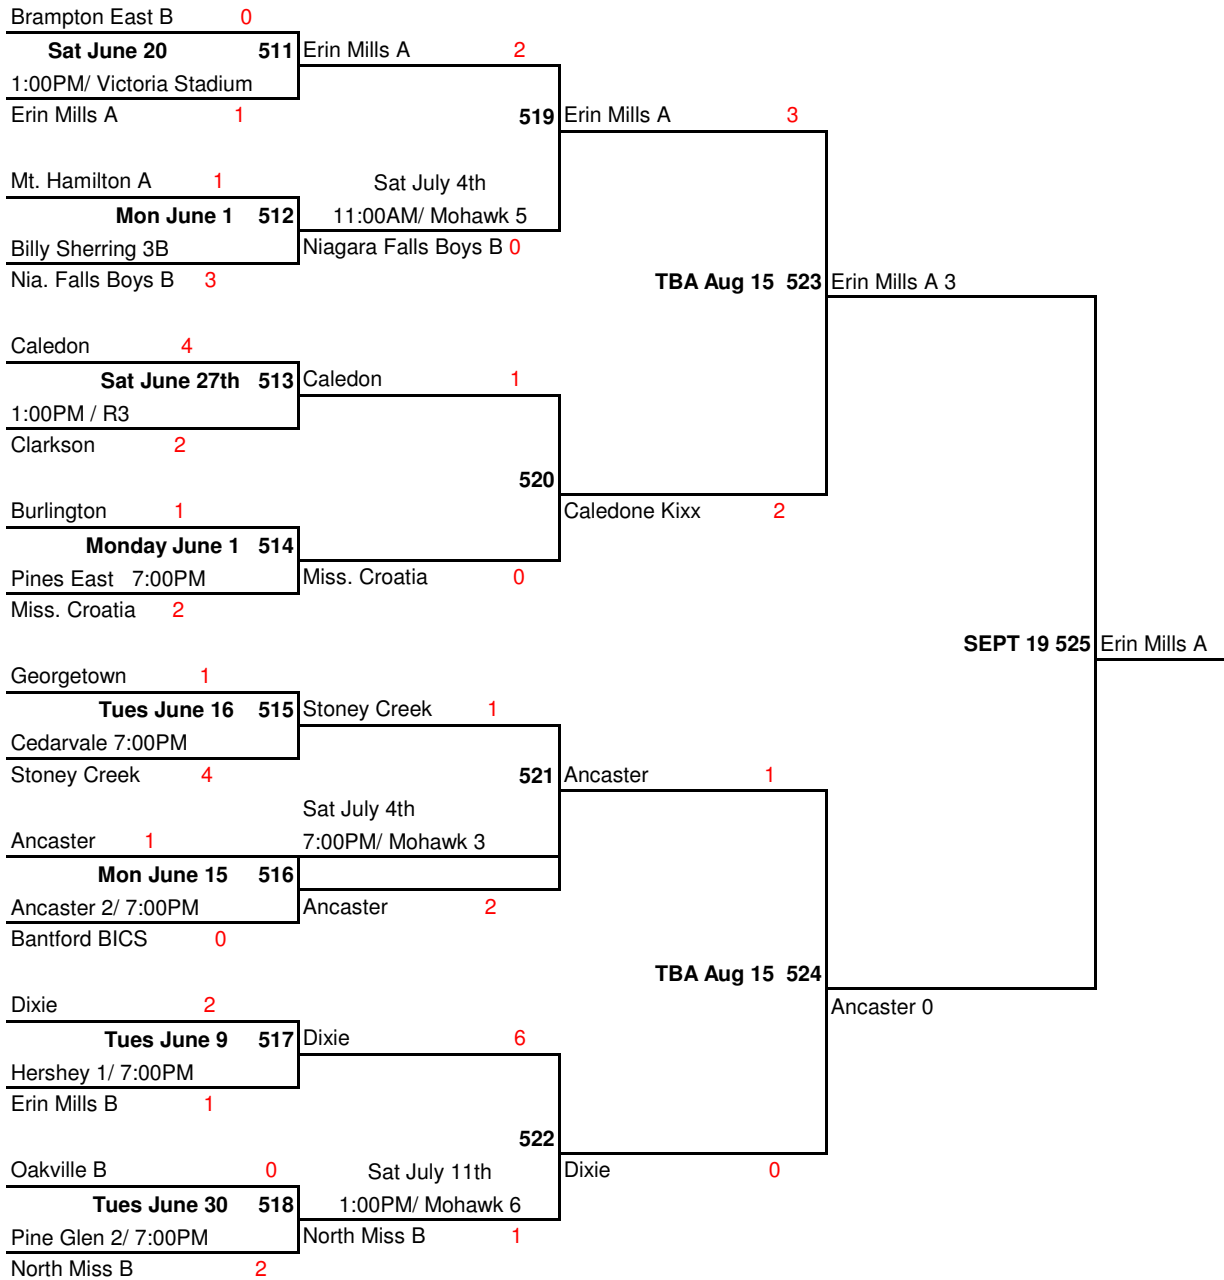 Brampton East B 0
Sat June 20 511 Erin Mills A 2
1:00PM/ Victoria Stadium
Erin Mills A 1
519 Erin Mills A 3
Mt. Hamilton A 1
Sat July 4th
Mon June 1 512
11:00AM/ Mohawk 5
Billy Sherring 3B
Niagara Falls Boys B 0
Nia. Falls Boys B 3
TBA Aug 15 523 Erin Mills A 3
Caledon 4
Sat June 27th 513 Caledon 1
1:00PM / R3
Clarkson 2
520
Burlington 1
Caledone Kixx 2
Monday June 1 514
Pines East 7:00PM
Miss. Croatia 0
Miss. Croatia 2
SEPT 19 525 Erin Mills A
Georgetown 1
Tues June 16 515 Stoney Creek 1
Cedarvale 7:00PM
Stoney Creek 4
521 Ancaster 1
Sat July 4th
Ancaster 1
7:00PM/ Mohawk 3
Mon June 15 516
Ancaster 2/ 7:00PM
Ancaster 2
Bantford BICS 0
TBA Aug 15 524
Dixie 2
Ancaster 0
Tues June 9 517 Dixie 6
Hershey 1/ 7:00PM
Erin Mills B 1
522
Oakville B 0
Sat July 11th
Dixie 0
Tues June 30 518
1:00PM/ Mohawk 6
Pine Glen 2/ 7:00PM
North Miss B 1
North Miss B 2